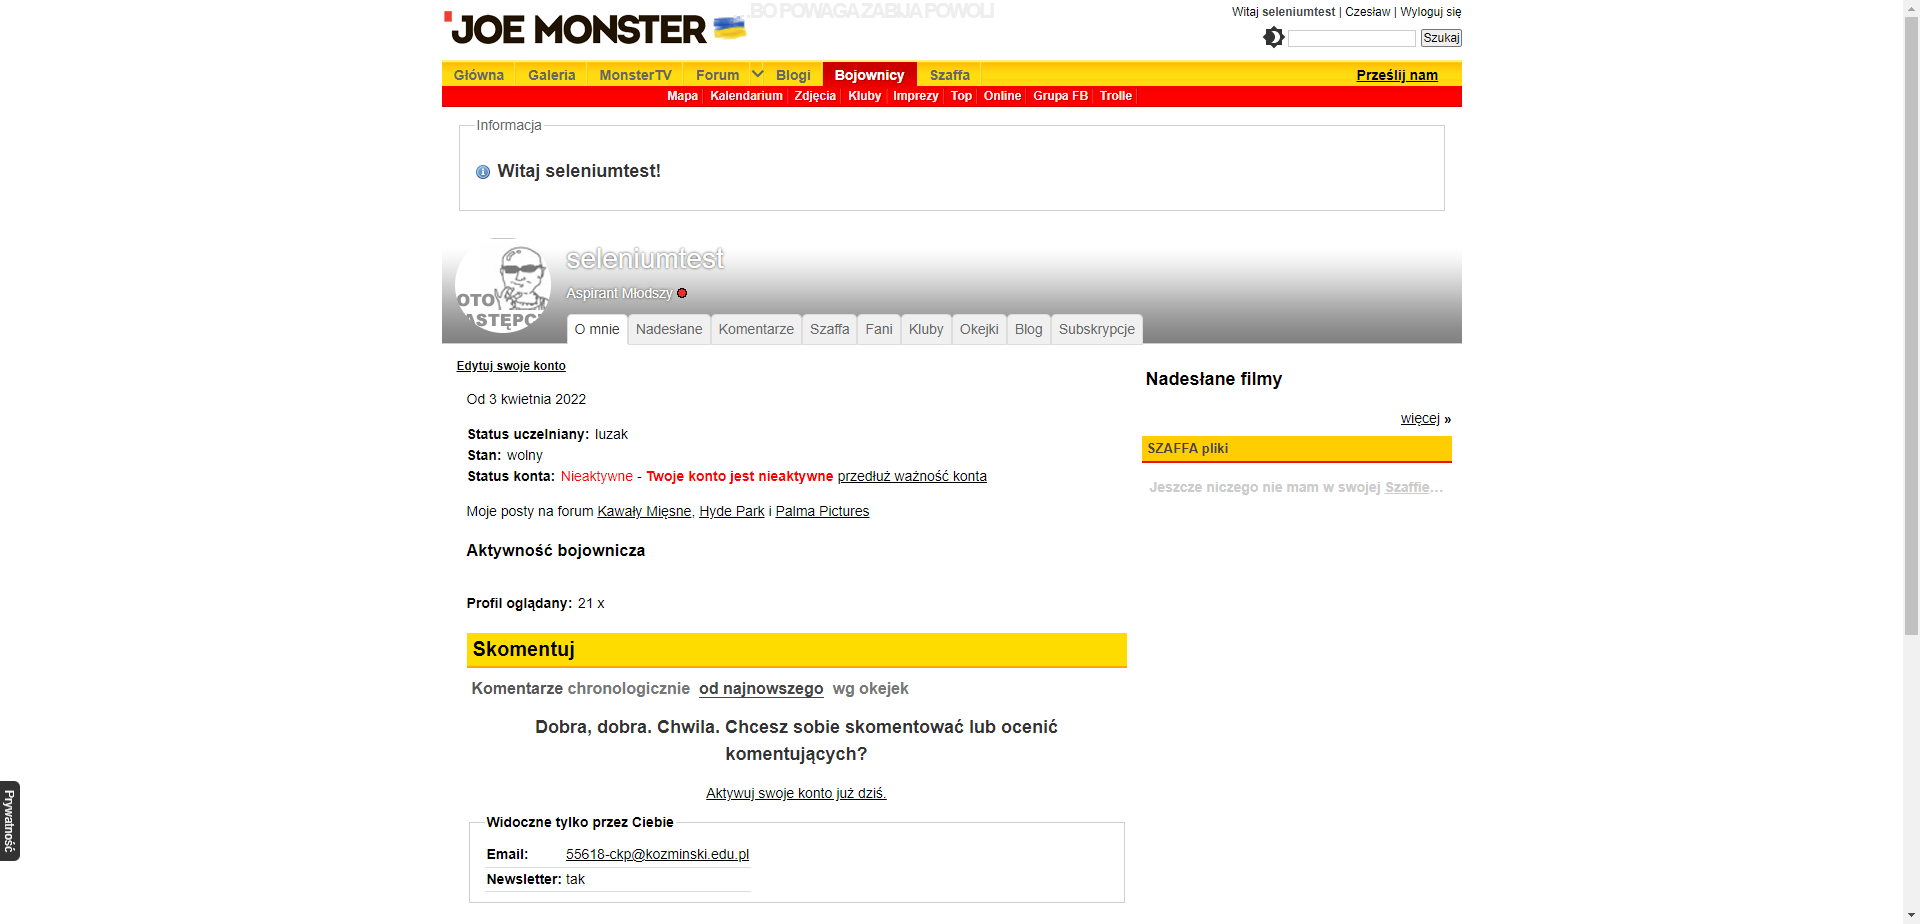 BO POWAGA ZABIJA POWOLI
Witaj seleniumtest | Czesław | Wyloguj się
JOE MONSTER
Szukaj
Główna Galeria MonsterTV Forum Blogi Bojownicy Szaffa Prześlij nam
Mapa Kalendarium Zdjęcia Kluby Imprezy Top Online Grupa FB Trolle
Informacja
Witaj seleniumtest!
seleniumtest
Aspirant Młodszy
OTO
ASTĘPC
O mnie Nadesłane Komentarze Szaffa Fani Kluby Okejki Blog Subskrypcje
Edytuj swoje konto
Od 3 kwietnia 2022
Status uczelniany: luzak
Stan: wolny
Status konta: Nieaktywne - Twoje konto jest nieaktywne przedłuż ważność konta
Moje posty na forum Kawały Mięsne, Hyde Park i Palma Pictures
Aktywność bojownicza
Profil oglądany: 21 x
Nadesłane filmy
więcej »
SZAFFA pliki
Jeszcze niczego nie mam w swojej Szaffie...
Skomentuj
Komentarze chronologicznie od najnowszego wg okejek
Dobra, dobra. Chwila. Chcesz sobie skomentować lub ocenić
komentujących?
Aktywuj swoje konto już dziś.
Widoczne tylko przez Ciebie
Email: 55618-ckp@kozminski.edu.pl
Newsletter: tak
Prywatność